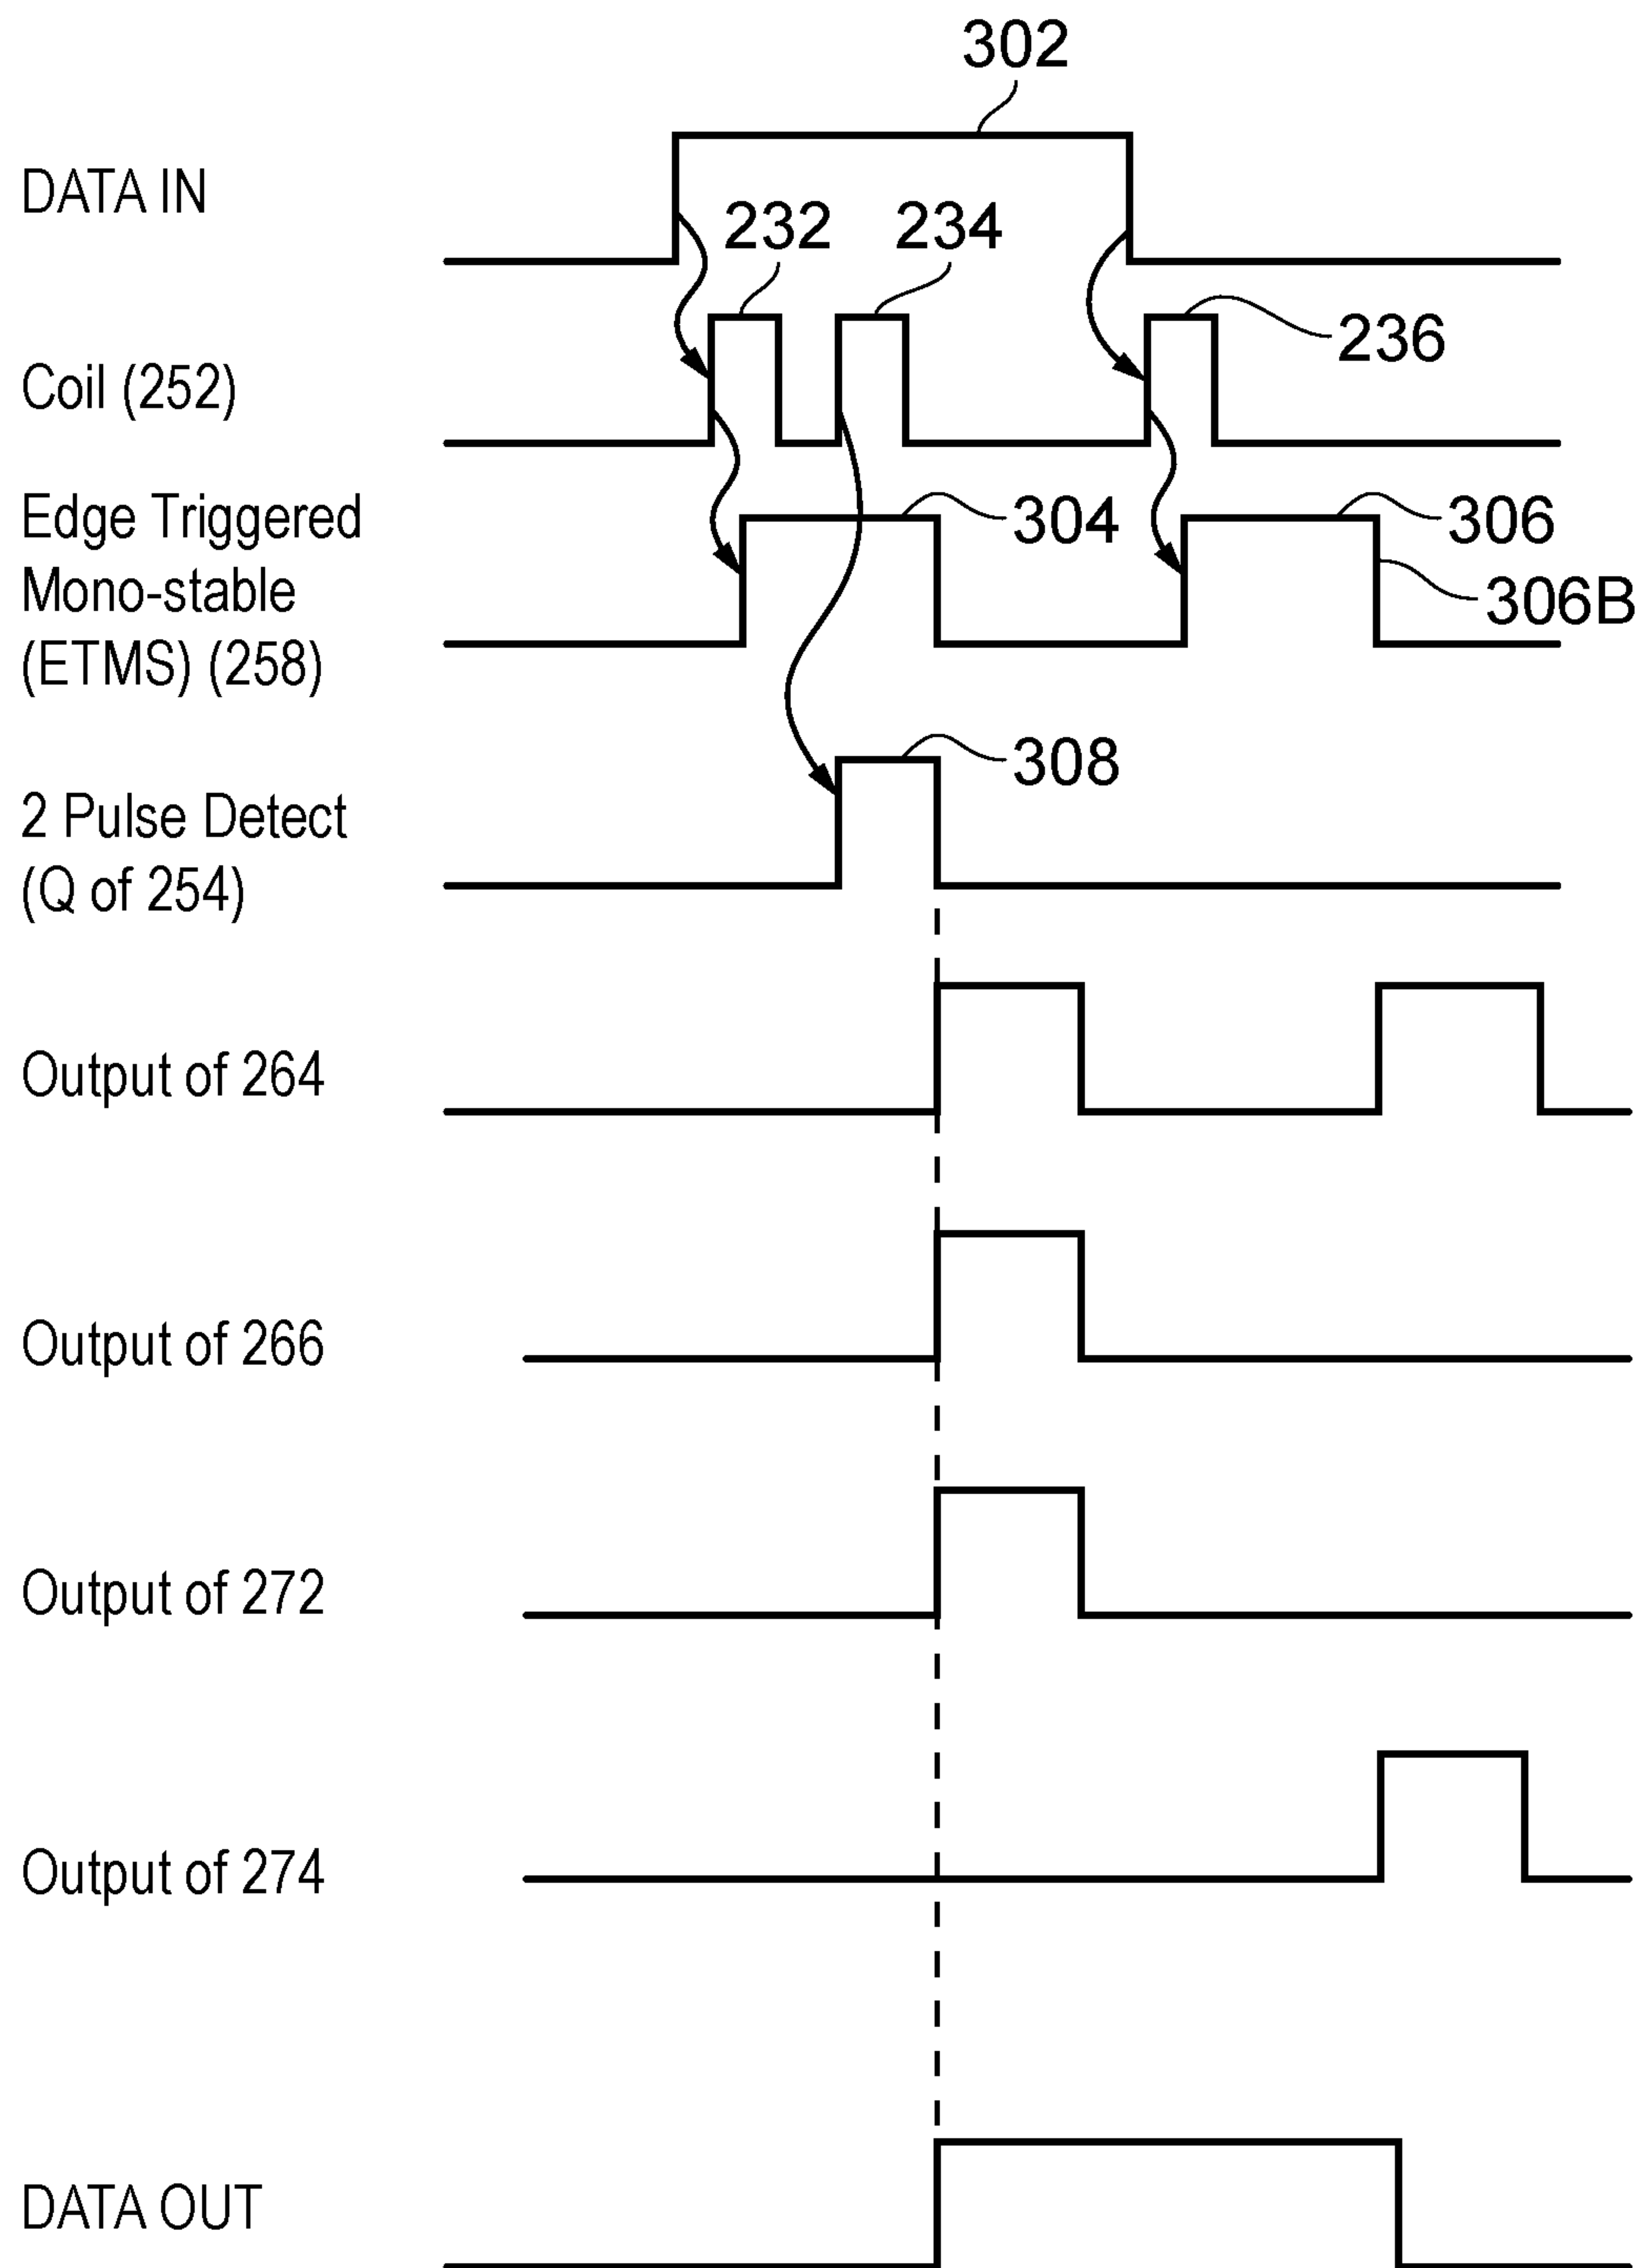 302
DATA IN
232
234
236
Coil (252)
Edge Triggered
Mono-stable
(ETMS) (258)
304
306
306B
308
2 Pulse Detect
(Q of 254)
Output of 264
Output of 266
Output of 272
Output of 274
DATA OUT